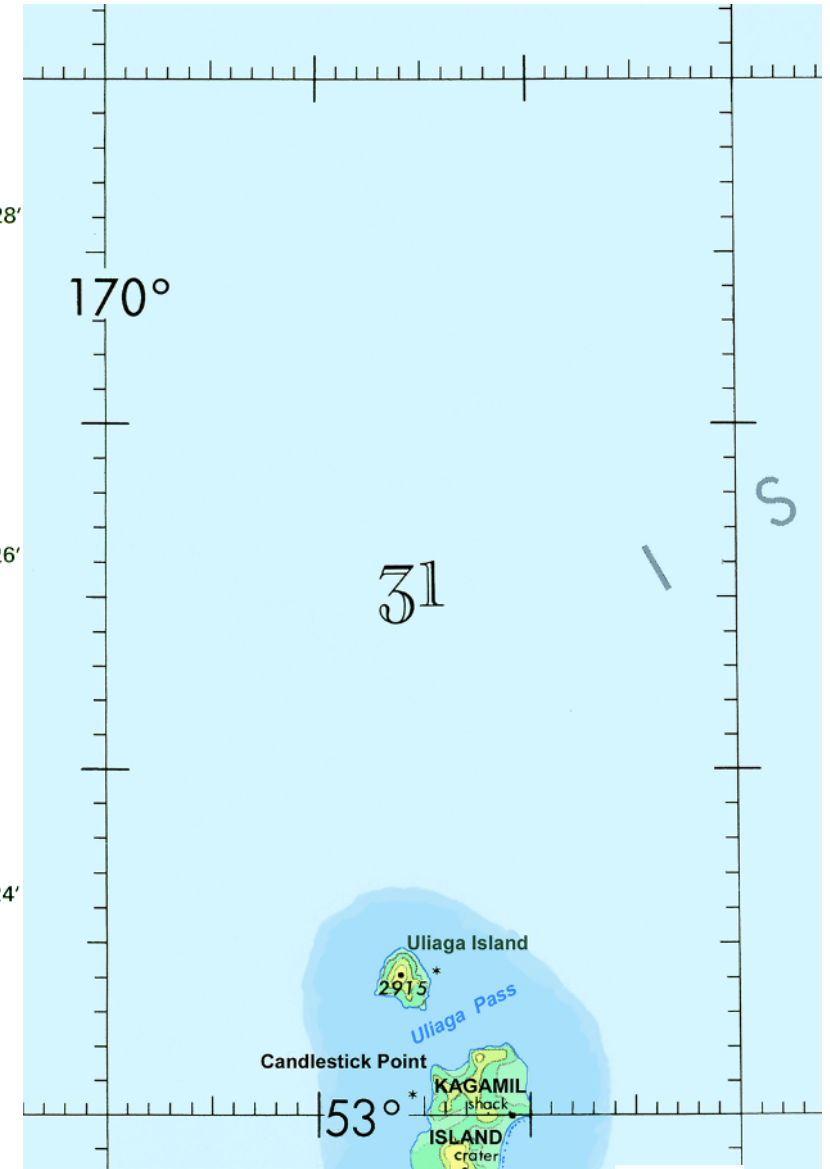 28′
170°
S
I
26′
31
24′
Uliaga Island
2915
Uliaga Pass
Candlestick Point
KAGAMIL
shack
53°
ISLAND
crater